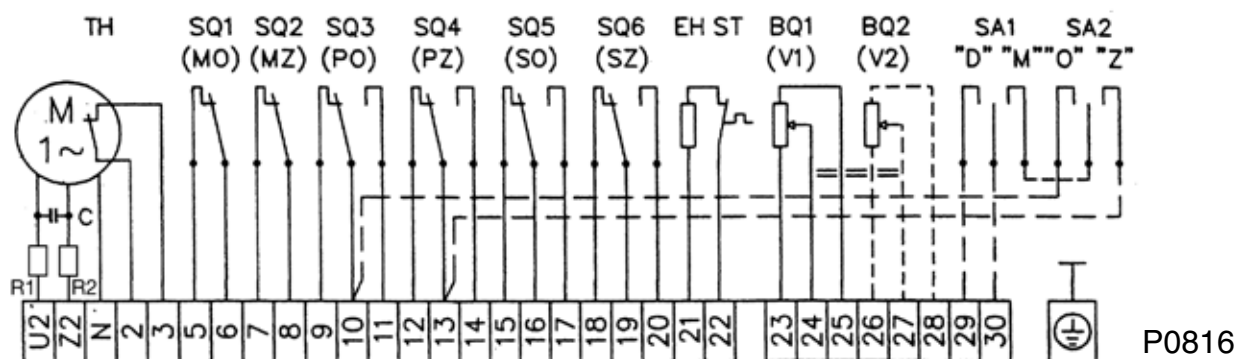 TH SQ1 SQ2 SQ3 SQ4 SQ5 SQ6 EH ST BQ1 BQ2 SA1 SA2
(MO) (MZ) (PO) (PZ) (SO) (SZ) (V1) (V2) "D" "M" "O" "Z"
M
1~
C
R1 R2
U2 Z2 N 2 3 5 6 7 8 9 10 11 12 13 14 15 16 17 18 19 20 21 22 23 24 25 26 27 28 29 30
P0816